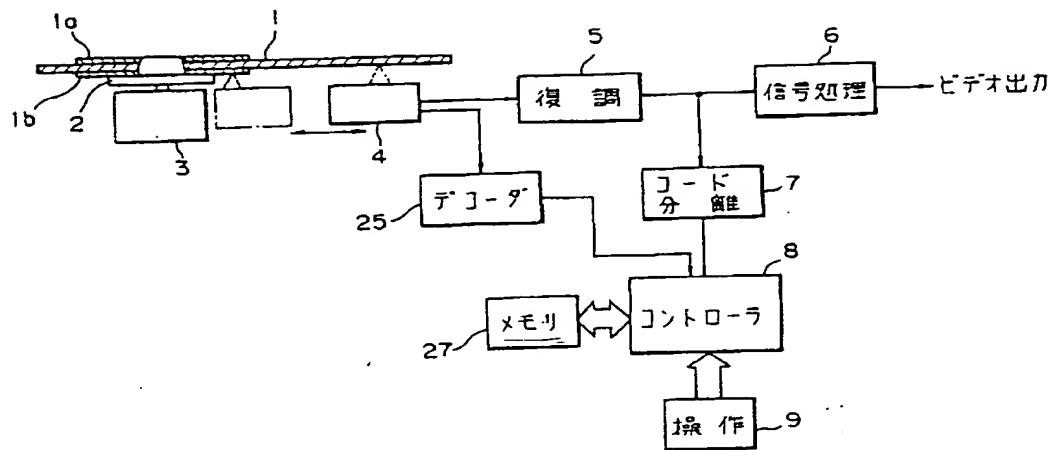 1a
1
1b
2
3
4
5
復調
6
信号処理
ビデオ出力
デコーダ
25
コード
分離
7
8
コントローラ
メモリ
27
操作
9